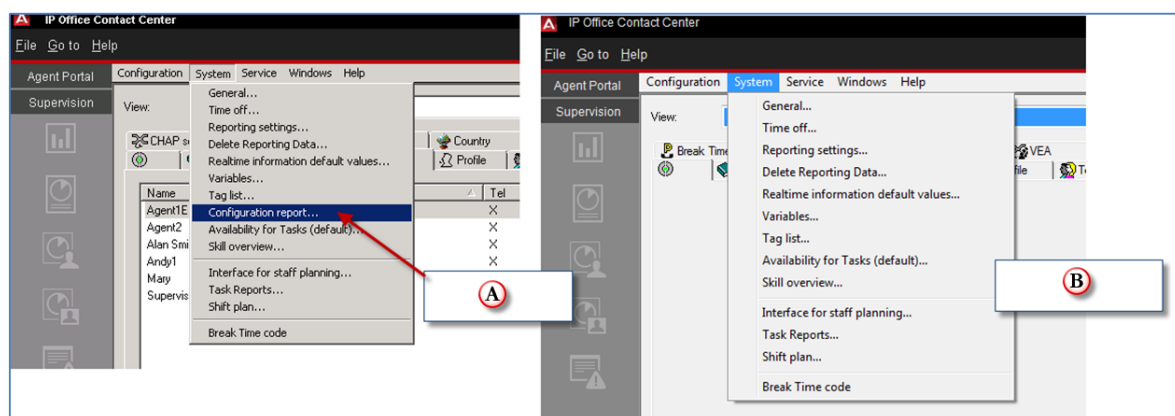 IP Office Contact Center
File Go to Help
Agent Portal
Supervision
Configuration System Service Windows Help
View:
General...
Time off...
Reporting settings...
Delete Reporting Data...
Realtime information default values...
Variables...
Tag list...
Configuration report...
Availability for Tasks (default)...
Skill overview...
Interface for staff planning...
Task Reports...
Shift plan...
Break Time code
CHAP
Country
Profile
Name
Tel
Agent1E X
Agent2 X
Alan Smi X
Andy1 X
Mary
Supervis
A
IP Office Contact Center
File Go to Help
Agent Portal
Supervision
Configuration System Service Windows Help
View:
General...
Time off...
Reporting settings...
Delete Reporting Data...
Realtime information default values...
Variables...
Tag list...
Availability for Tasks (default)...
Skill overview...
Interface for staff planning...
Task Reports...
Shift plan...
Break Time code
Break Time
VEA
B